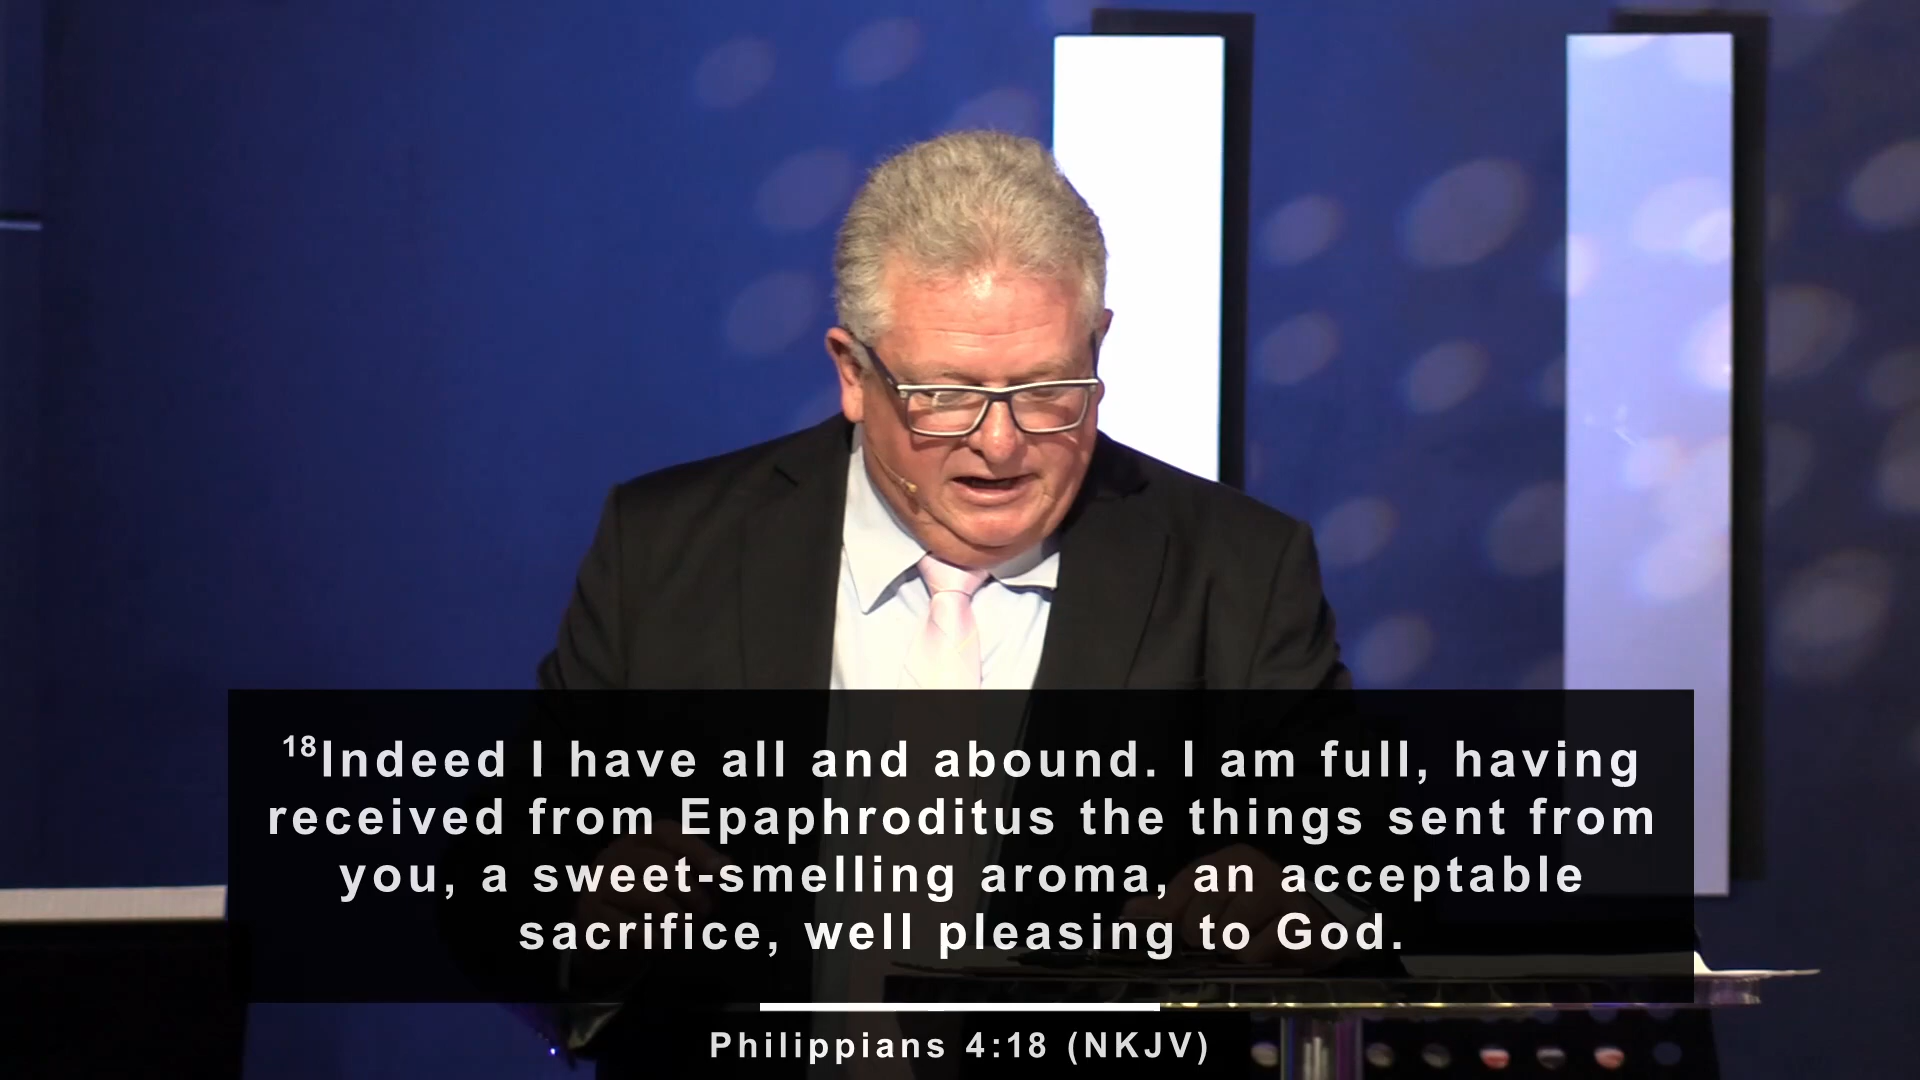 18Indeed I have all and abound. I am full, having
received from Epaphroditus the things sent from
you, a sweet-smelling aroma, an acceptable
sacrifice, well pleasing to God.
Philippians 4:18 (NKJV)